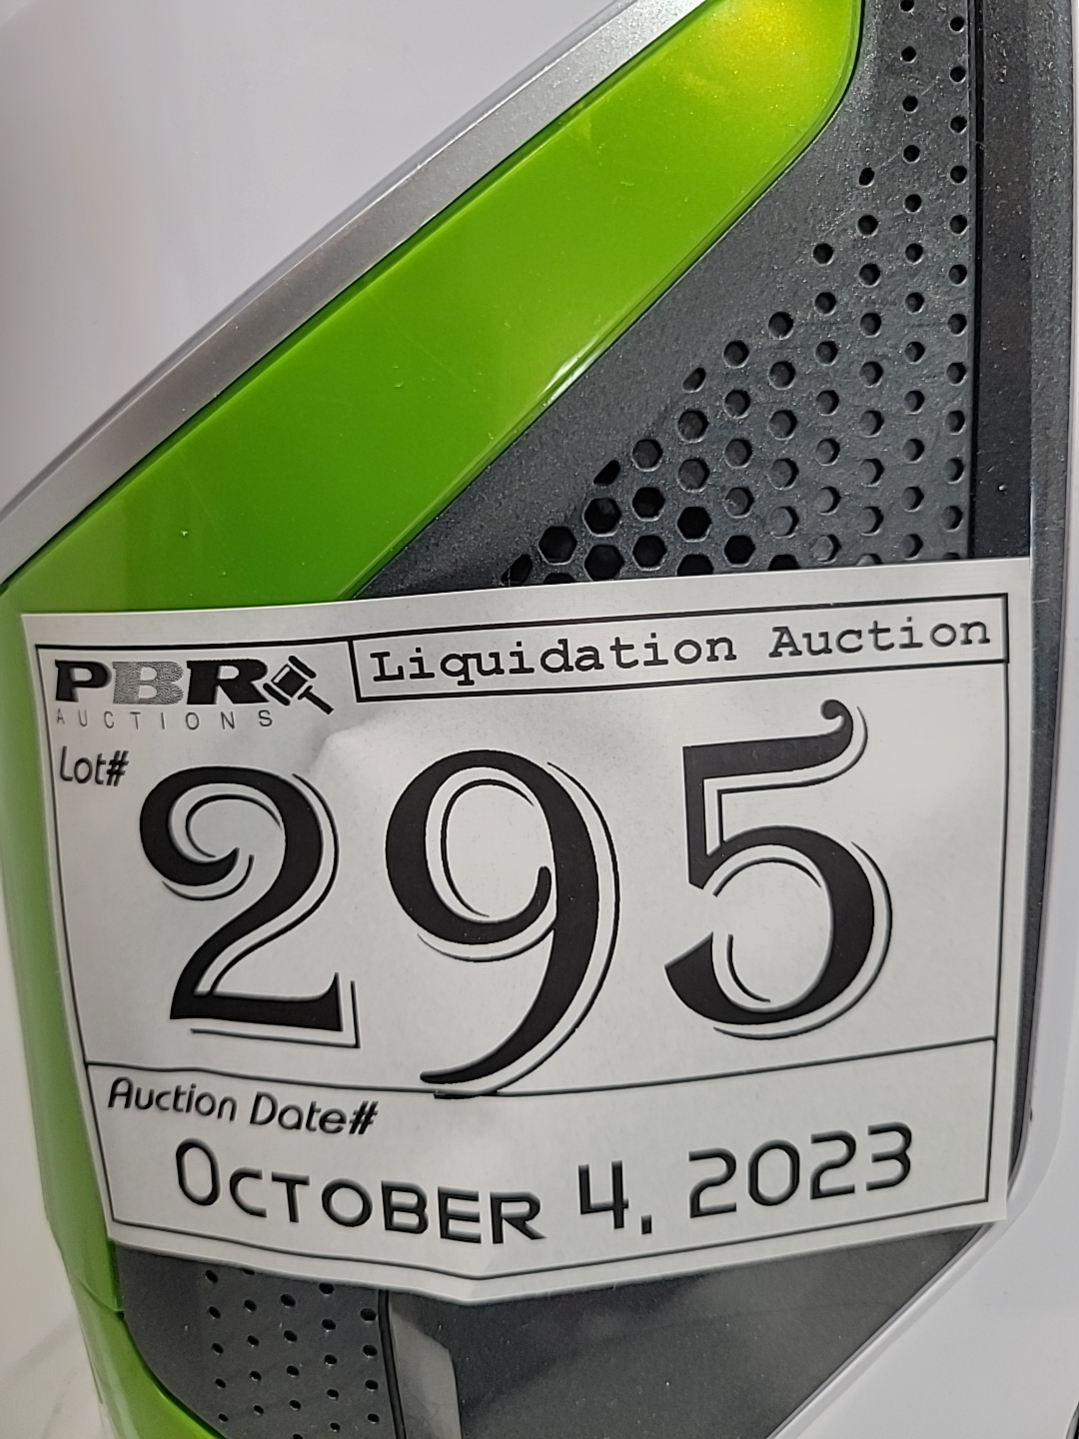 PBR
AUCTIONS
Liquidation Auction
Lot#
295
Auction Date#
October 4, 2023